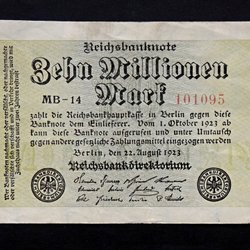 Reichsbanknote
Zehn Millionen
MB-14 Mark 101095
zahlt die Reichsbankhauptkasse in Berlin gegen diese
Banknote dem Einlieferer. Vom 1. Oktober 1923 ab
kann diese Banknote aufgerufen und unter Umtausch
gegen andere gesetzliche Zahlungsmittel eingezogen werden
Berlin, den 22. August 1923
Reichsbankdirektorium